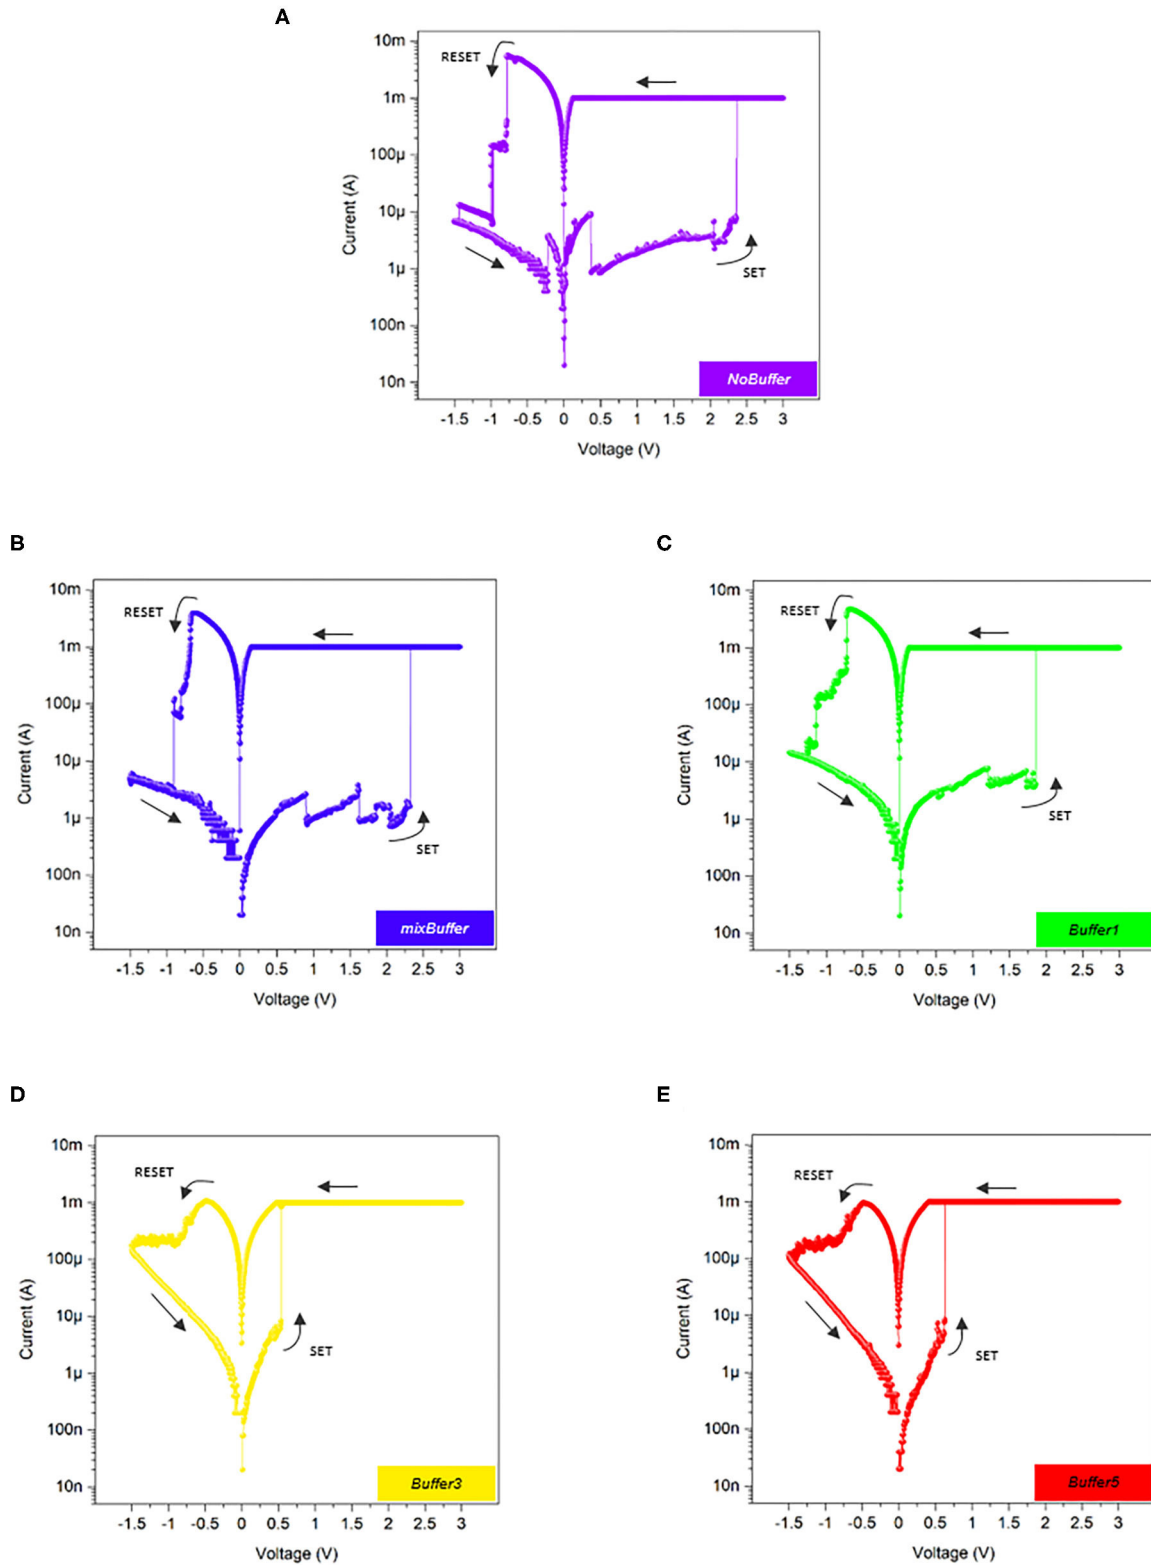 A
10m
1m
100µ
10µ
1µ
100n
10n
Current (A)
RESET
SET
NoBuffer
-1.5 -1 -0.5 0 0.5 1 1.5 2 2.5 3
Voltage (V)
B
10m
1m
100µ
10µ
1µ
100n
10n
Current (A)
RESET
SET
mixBuffer
-1.5 -1 -0.5 0 0.5 1 1.5 2 2.5 3
Voltage (V)
C
10m
1m
100µ
10µ
1µ
100n
10n
Current (A)
RESET
SET
Buffer1
-1.5 -1 -0.5 0 0.5 1 1.5 2 2.5 3
Voltage (V)
D
10m
1m
100µ
10µ
1µ
100n
10n
Current (A)
RESET
SET
Buffer3
-1.5 -1 -0.5 0 0.5 1 1.5 2 2.5 3
Voltage (V)
E
10m
1m
100µ
10µ
1µ
100n
10n
Current (A)
RESET
SET
Buffer5
-1.5 -1 -0.5 0 0.5 1 1.5 2 2.5 3
Voltage (V)